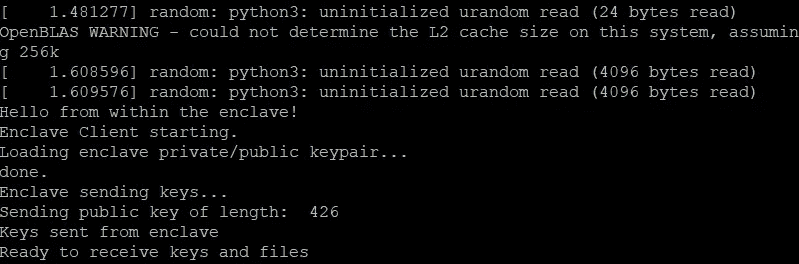 [    1.481277] random: python3: uninitialized urandom read (24 bytes read)
OpenBLAS WARNING - could not determine the L2 cache size on this system, assumin
g 256k
[    1.608596] random: python3: uninitialized urandom read (4096 bytes read)
[    1.609576] random: python3: uninitialized urandom read (4096 bytes read)
Hello from within the enclave!
Enclave Client starting.
Loading enclave private/public keypair...
done.
Enclave sending keys...
Sending public key of length:  426
Keys sent from enclave
Ready to receive keys and files